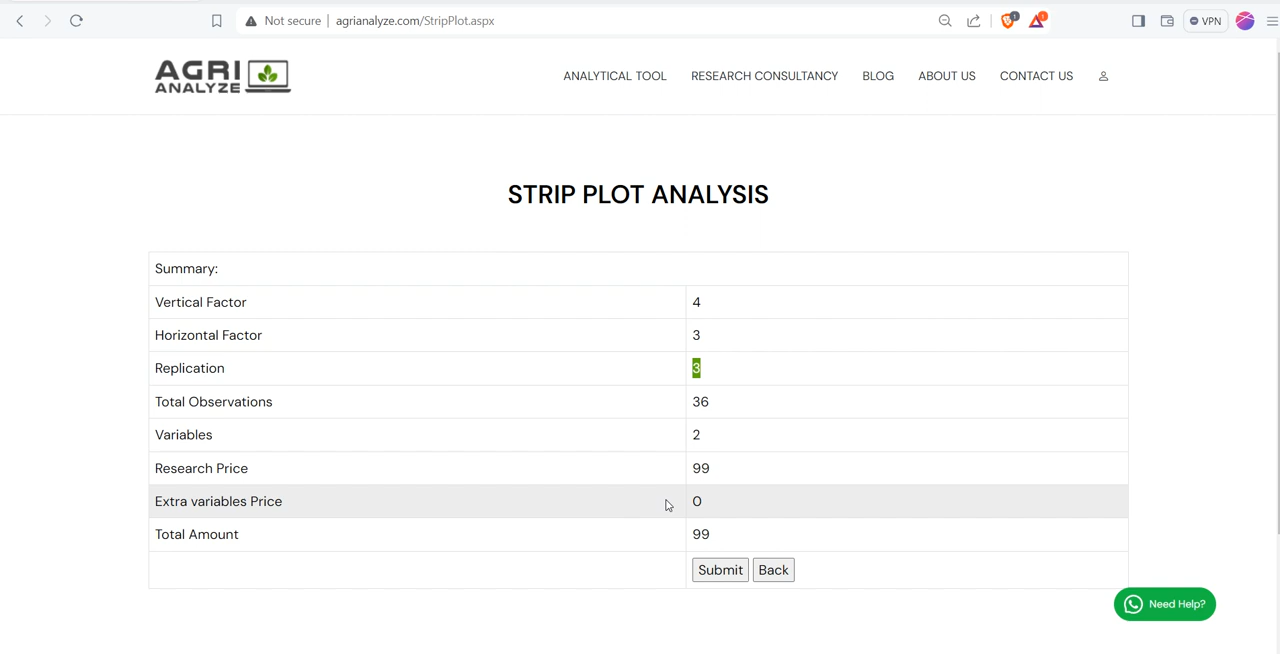 Not secure
agrianalyze.com/StripPlot.aspx
1
1
VPN
AGRI
ANALYZE
ANALYTICAL TOOL
RESEARCH CONSULTANCY
BLOG
ABOUT US
CONTACT US
STRIP PLOT ANALYSIS
Summary:
Vertical Factor 4
Horizontal Factor 3
Replication 3
Total Observations 36
Variables 2
Research Price 99
Extra variables Price 0
Total Amount 99
Submit Back
Need Help?